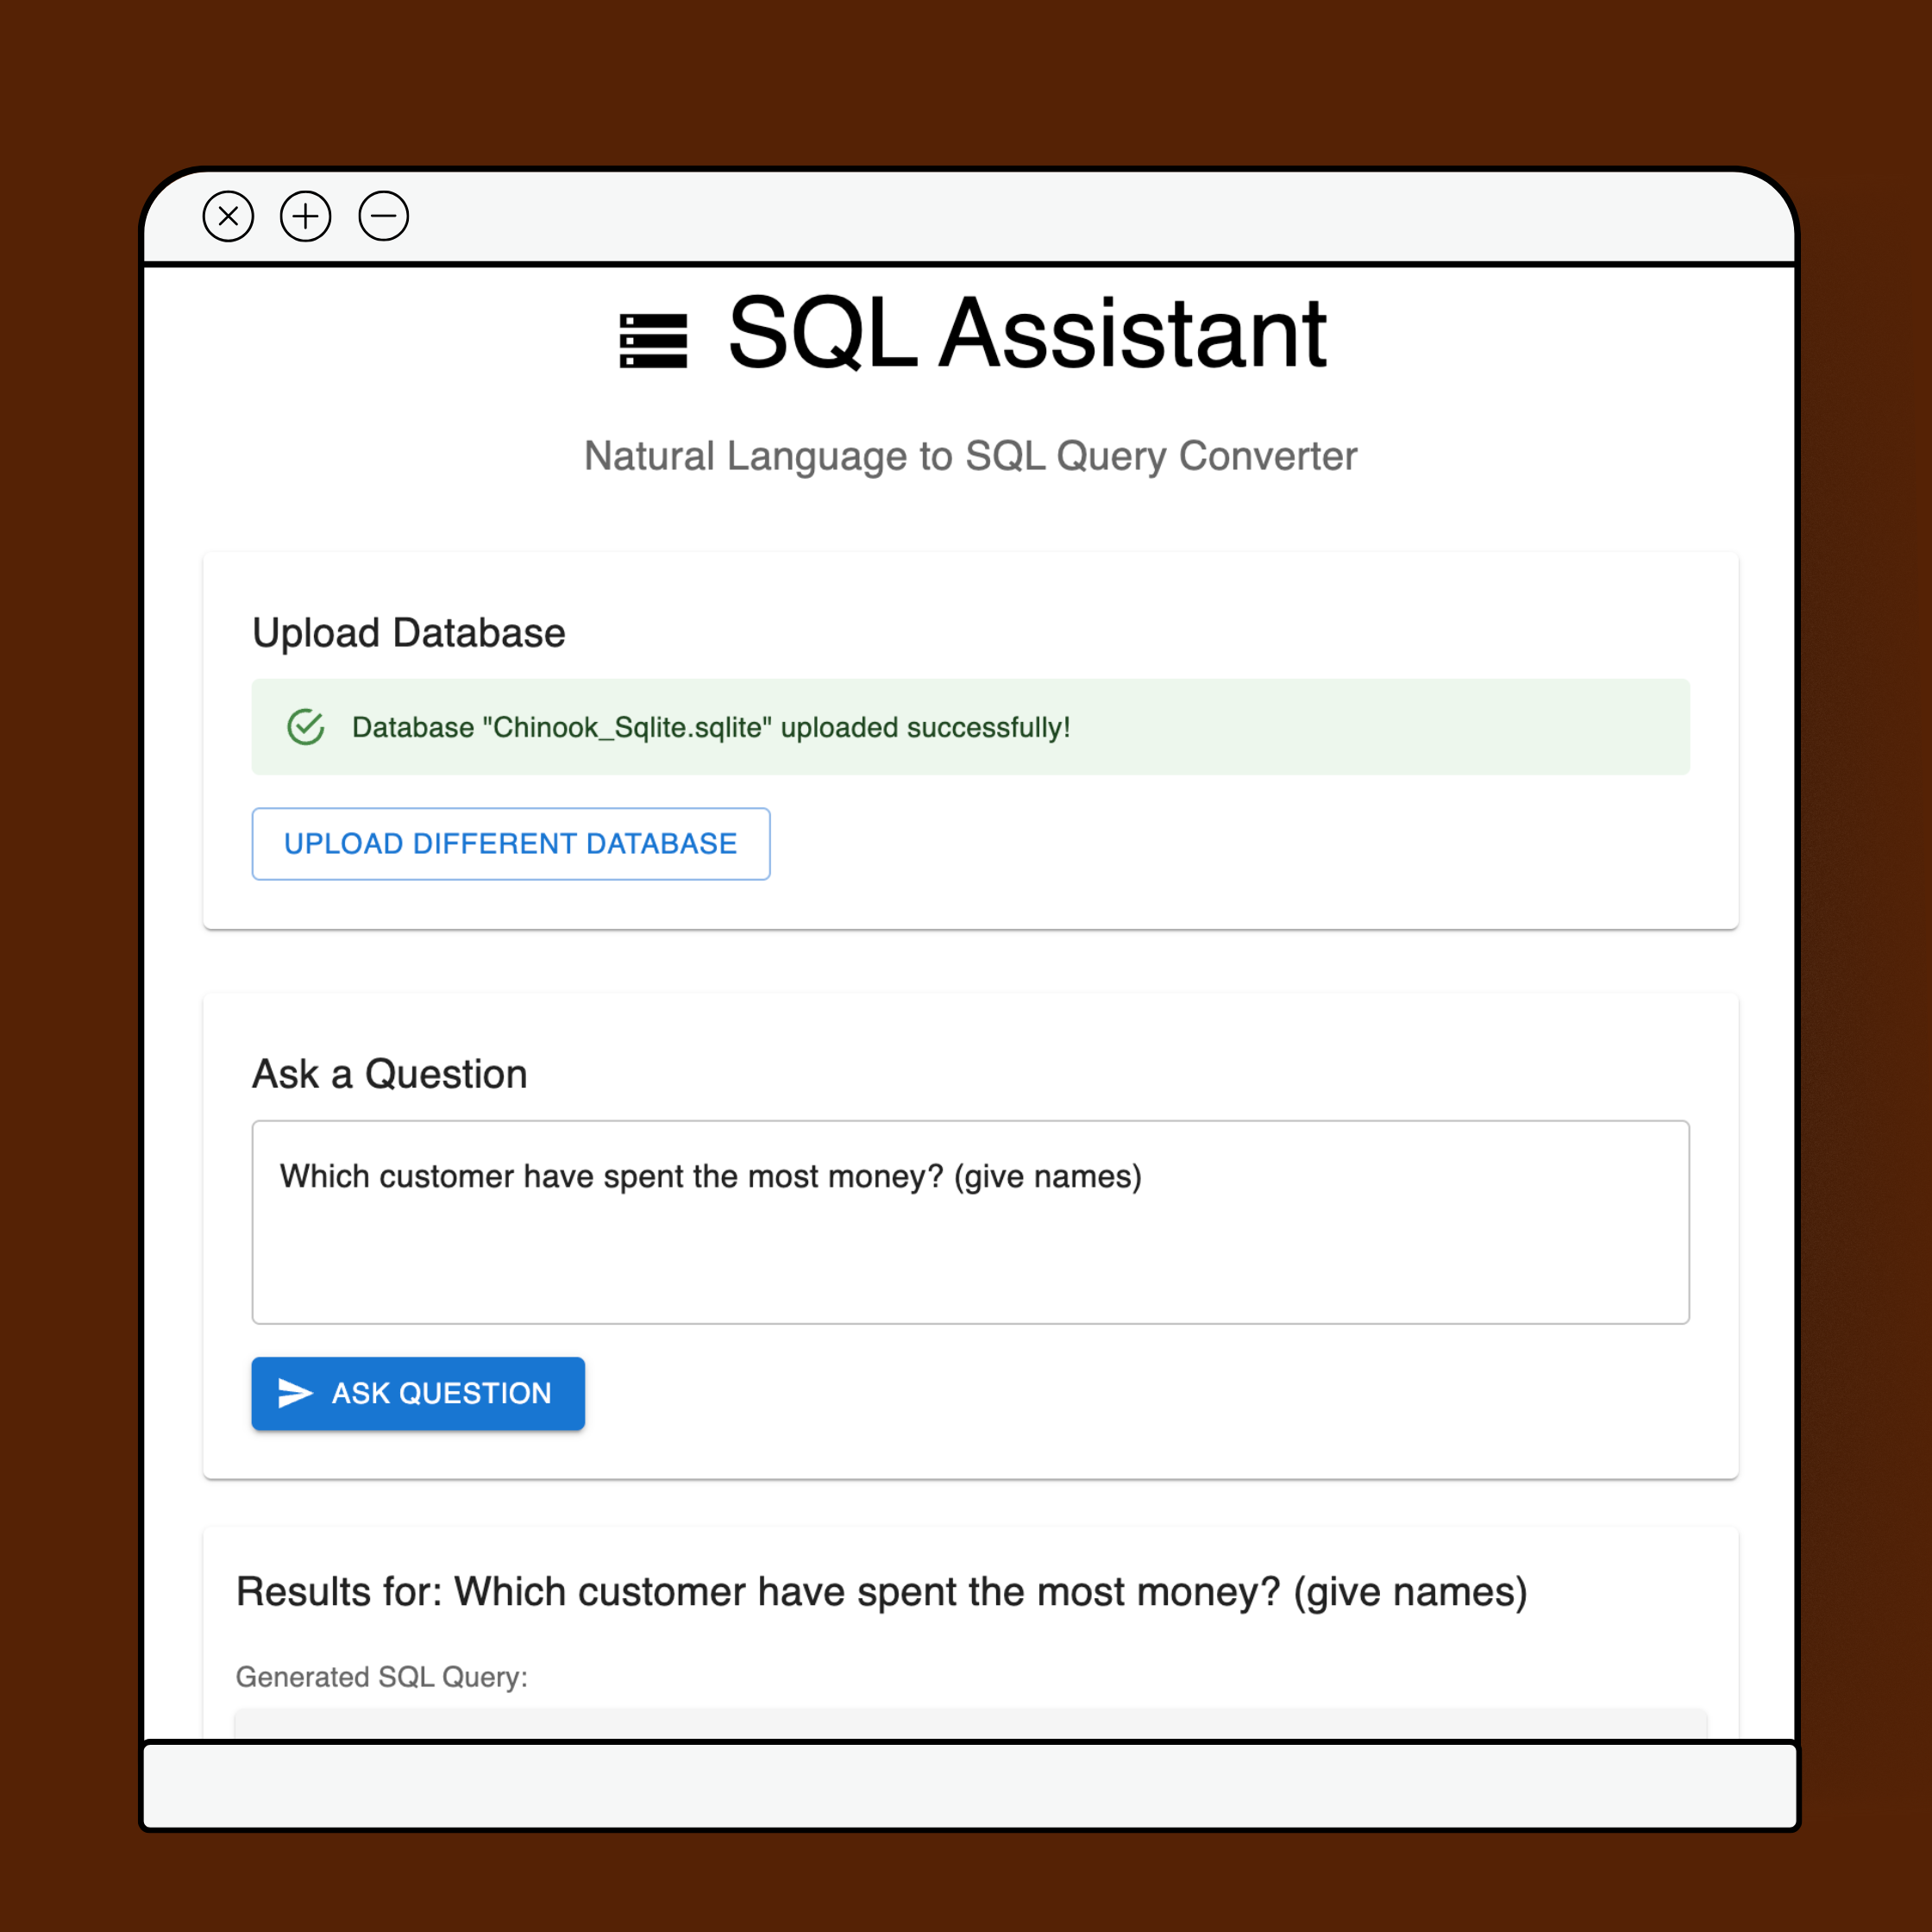 SQL Assistant
Natural Language to SQL Query Converter
Upload Database
Database "Chinook_Sqlite.sqlite" uploaded successfully!
UPLOAD DIFFERENT DATABASE
Ask a Question
Which customer have spent the most money? (give names)
ASK QUESTION
Results for: Which customer have spent the most money? (give names)
Generated SQL Query: